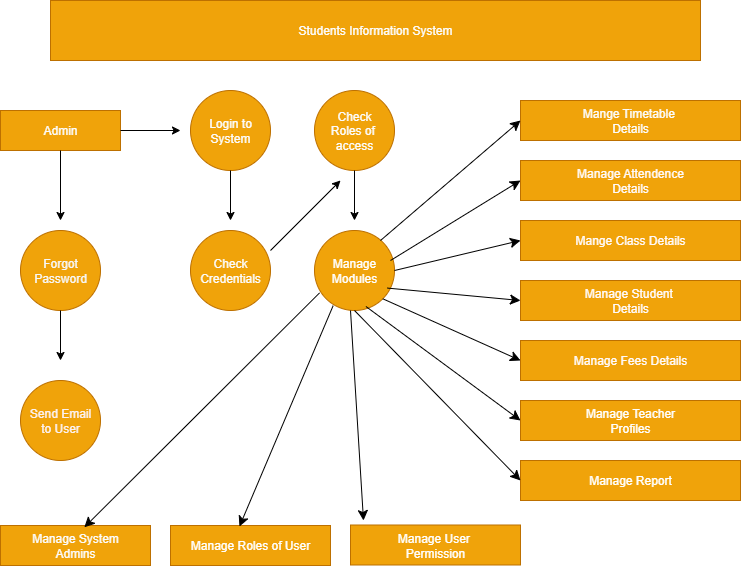 Students Information System
Admin
Login to
System
Check
Roles of
access
Mange Timetable
Details
Manage Attendence
Details
Mange Class Details
Forgot
Password
Check
Credentials
Manage
Modules
Manage Student
Details
Manage Fees Details
Send Email
to User
Manage Teacher
Profiles
Manage Report
Manage System
Admins
Manage Roles of User
Manage User
Permission